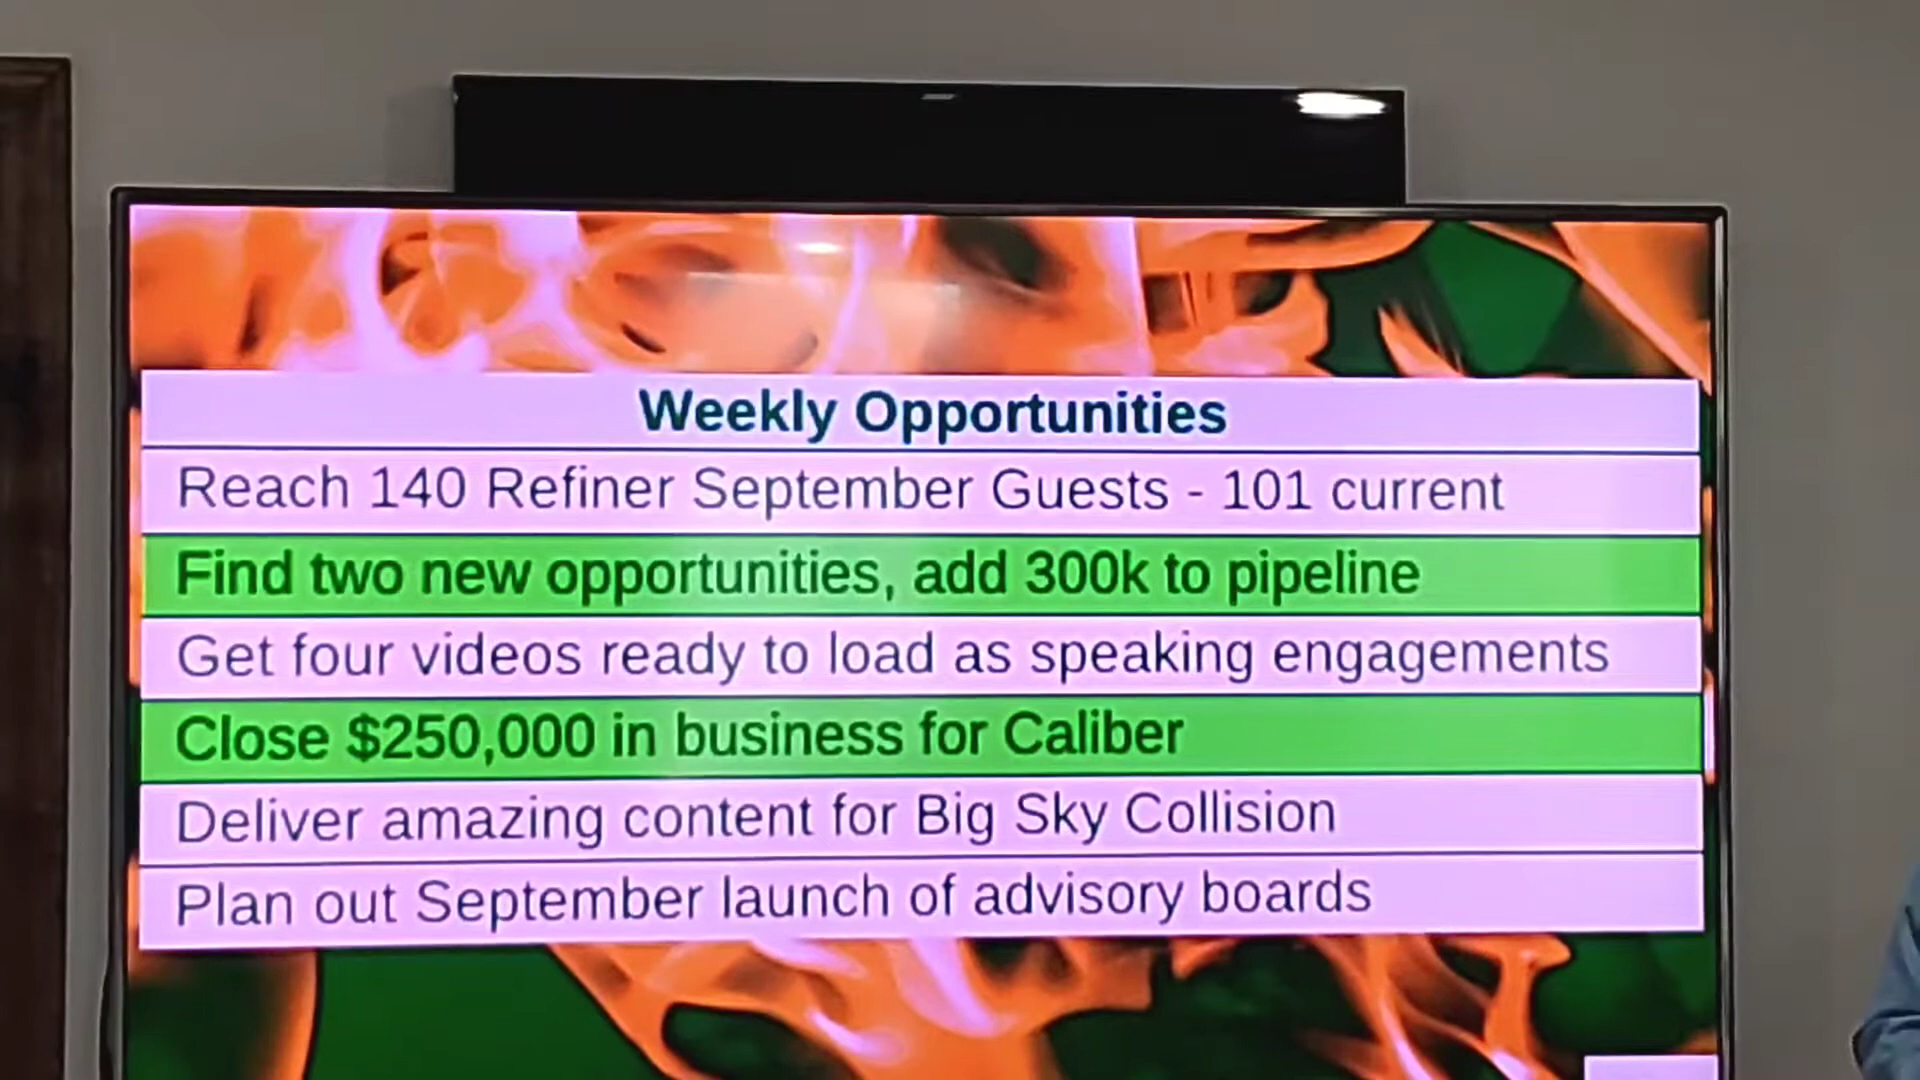 Weekly Opportunities
Reach 140 Refiner September Guests - 101 current
Find two new opportunities, add 300k to pipeline
Get four videos ready to load as speaking engagements
Close $250,000 in business for Caliber
Deliver amazing content for Big Sky Collision
Plan out September launch of advisory boards